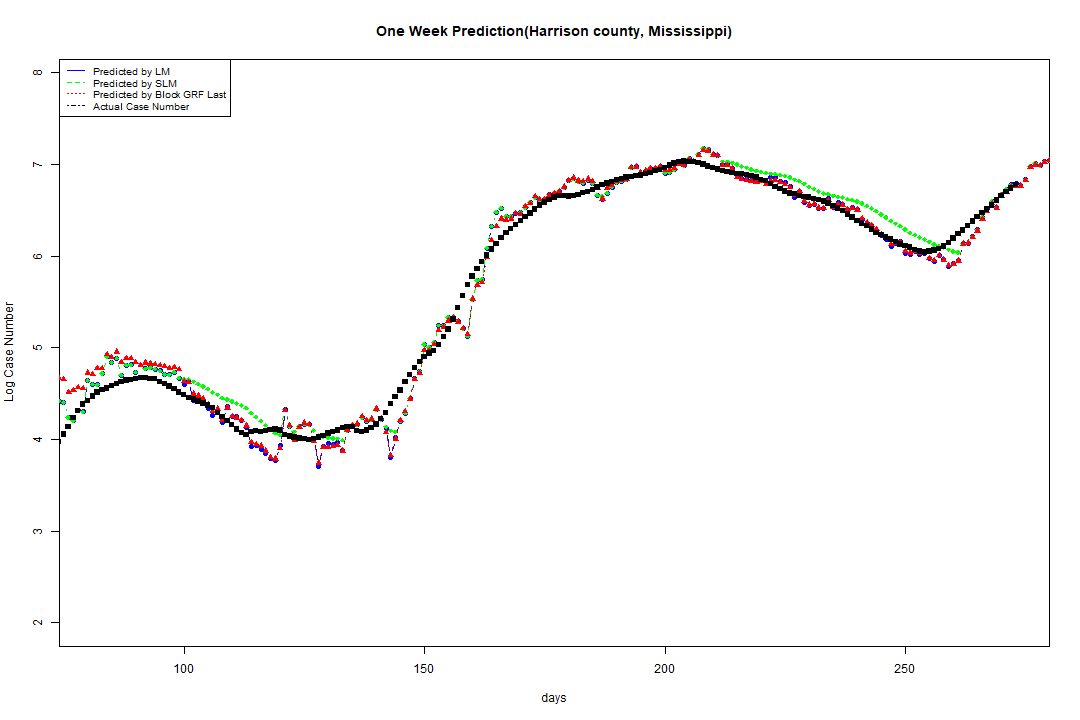 One Week Prediction(Harrison county, Mississippi)
Predicted by LM
Predicted by SLM
Predicted by Block GRF Last
Actual Case Number
8
7
6
5
4
3
2
Log Case Number
100
150
200
250
days